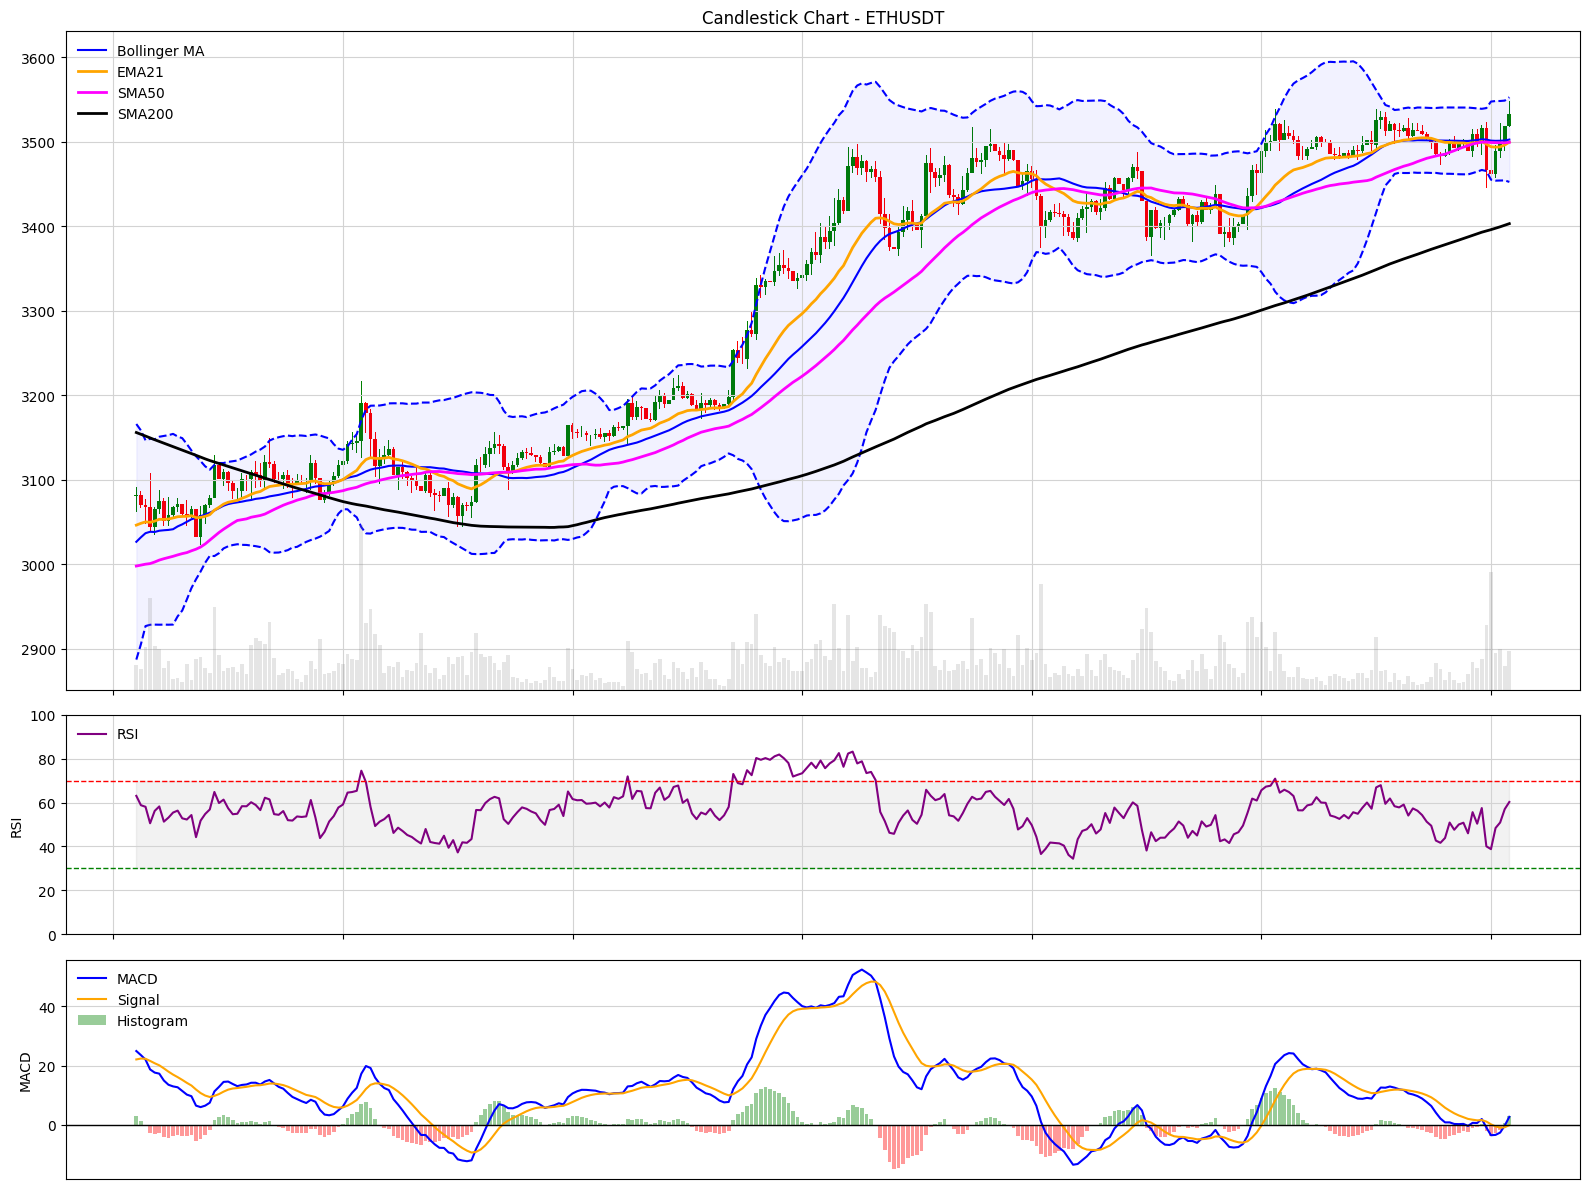 Candlestick Chart - ETHUSDT
Bollinger MA
EMA21
SMA50
SMA200
3600
3500
3400
3300
3200
3100
3000
2900
RSI
RSI
100
80
60
40
20
0
MACD
Signal
Histogram
MACD
40
20
0